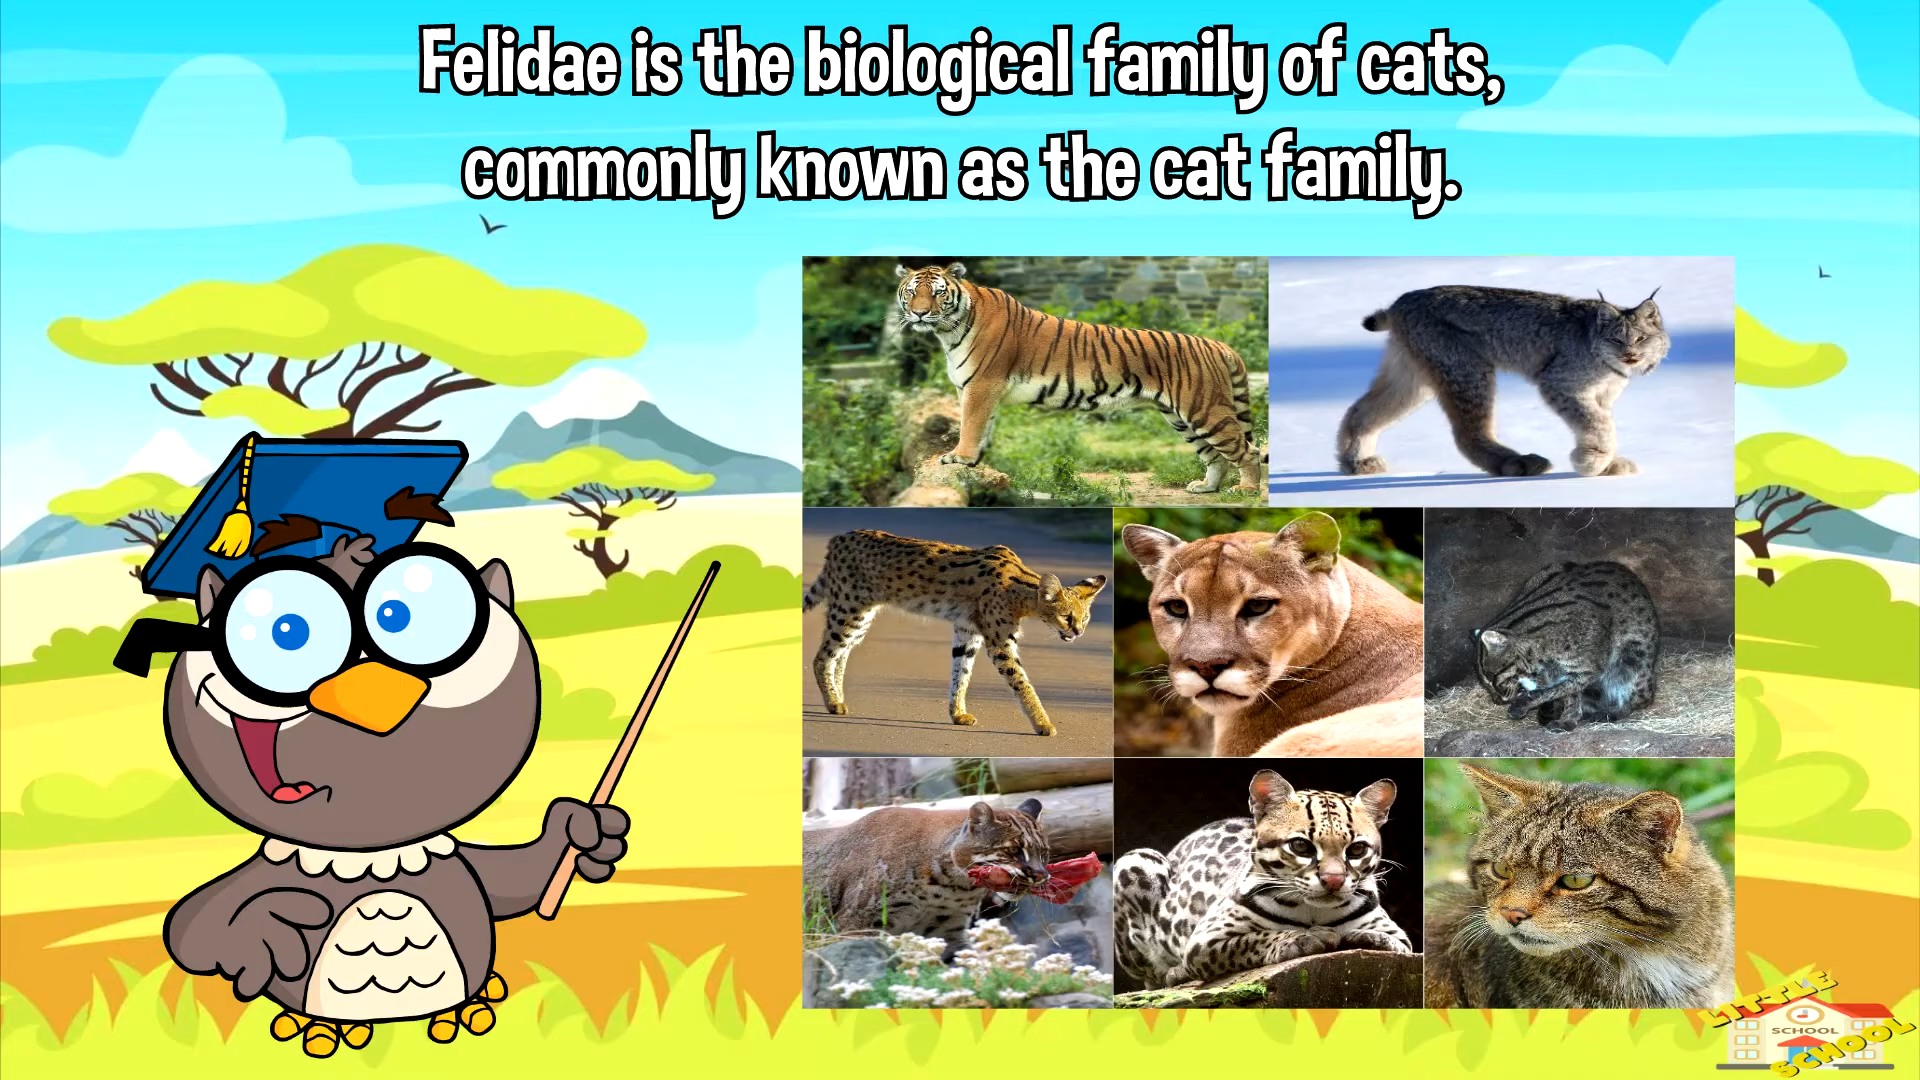 Felidae is the biological family of cats,
commonly known as the cat family.
LITTLE
SCHOOL
SCHOOL